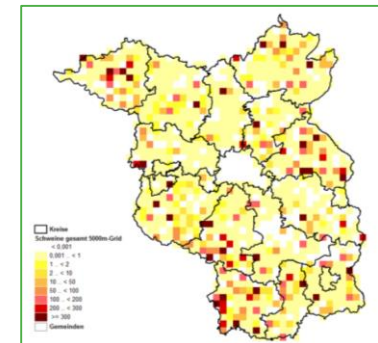 Kreise
Schweine gesamt 5000m-Grid
< 0,001
0,001 .. < 1
1 .. < 2
2 .. < 10
10 .. < 50
50 .. < 100
100 .. < 200
200 .. < 300
>= 300
Gemeinden